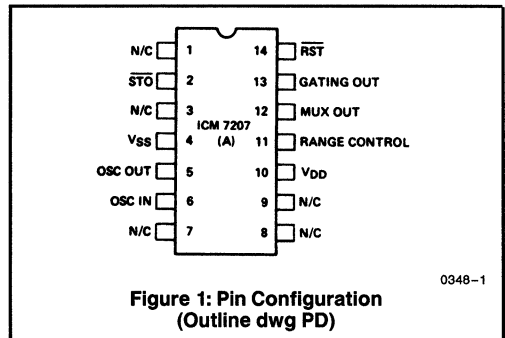 N/C 1 14 RST
STO 2 13 GATING OUT
N/C 3 12 MUX OUT
ICM 7207
VSS 4 (A) 11 RANGE CONTROL
OSC OUT 5 10 VDD
OSC IN 6 9 N/C
N/C 7 8 N/C
0348-1
Figure 1: Pin Configuration
(Outline dwg PD)